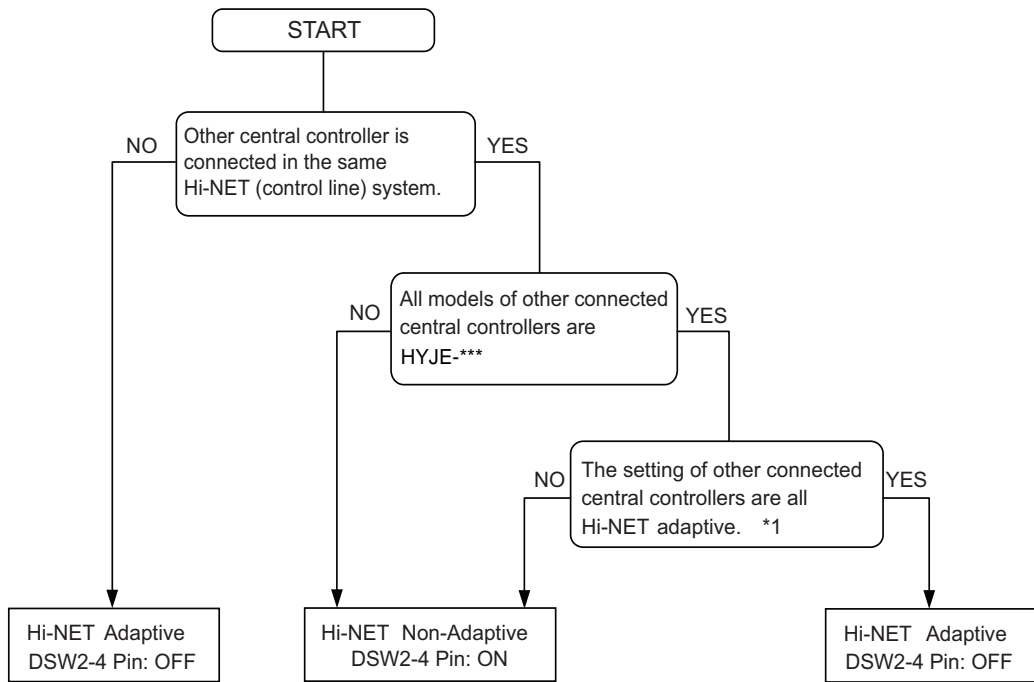 START
NO
Other central controller is
connected in the same
Hi-NET (control line) system.
YES
NO
All models of other connected
central controllers are
HYJE-***
YES
NO
The setting of other connected
central controllers are all
Hi-NET adaptive. *1
YES
Hi-NET Adaptive
DSW2-4 Pin: OFF
Hi-NET Non-Adaptive
DSW2-4 Pin: ON
Hi-NET Adaptive
DSW2-4 Pin: OFF